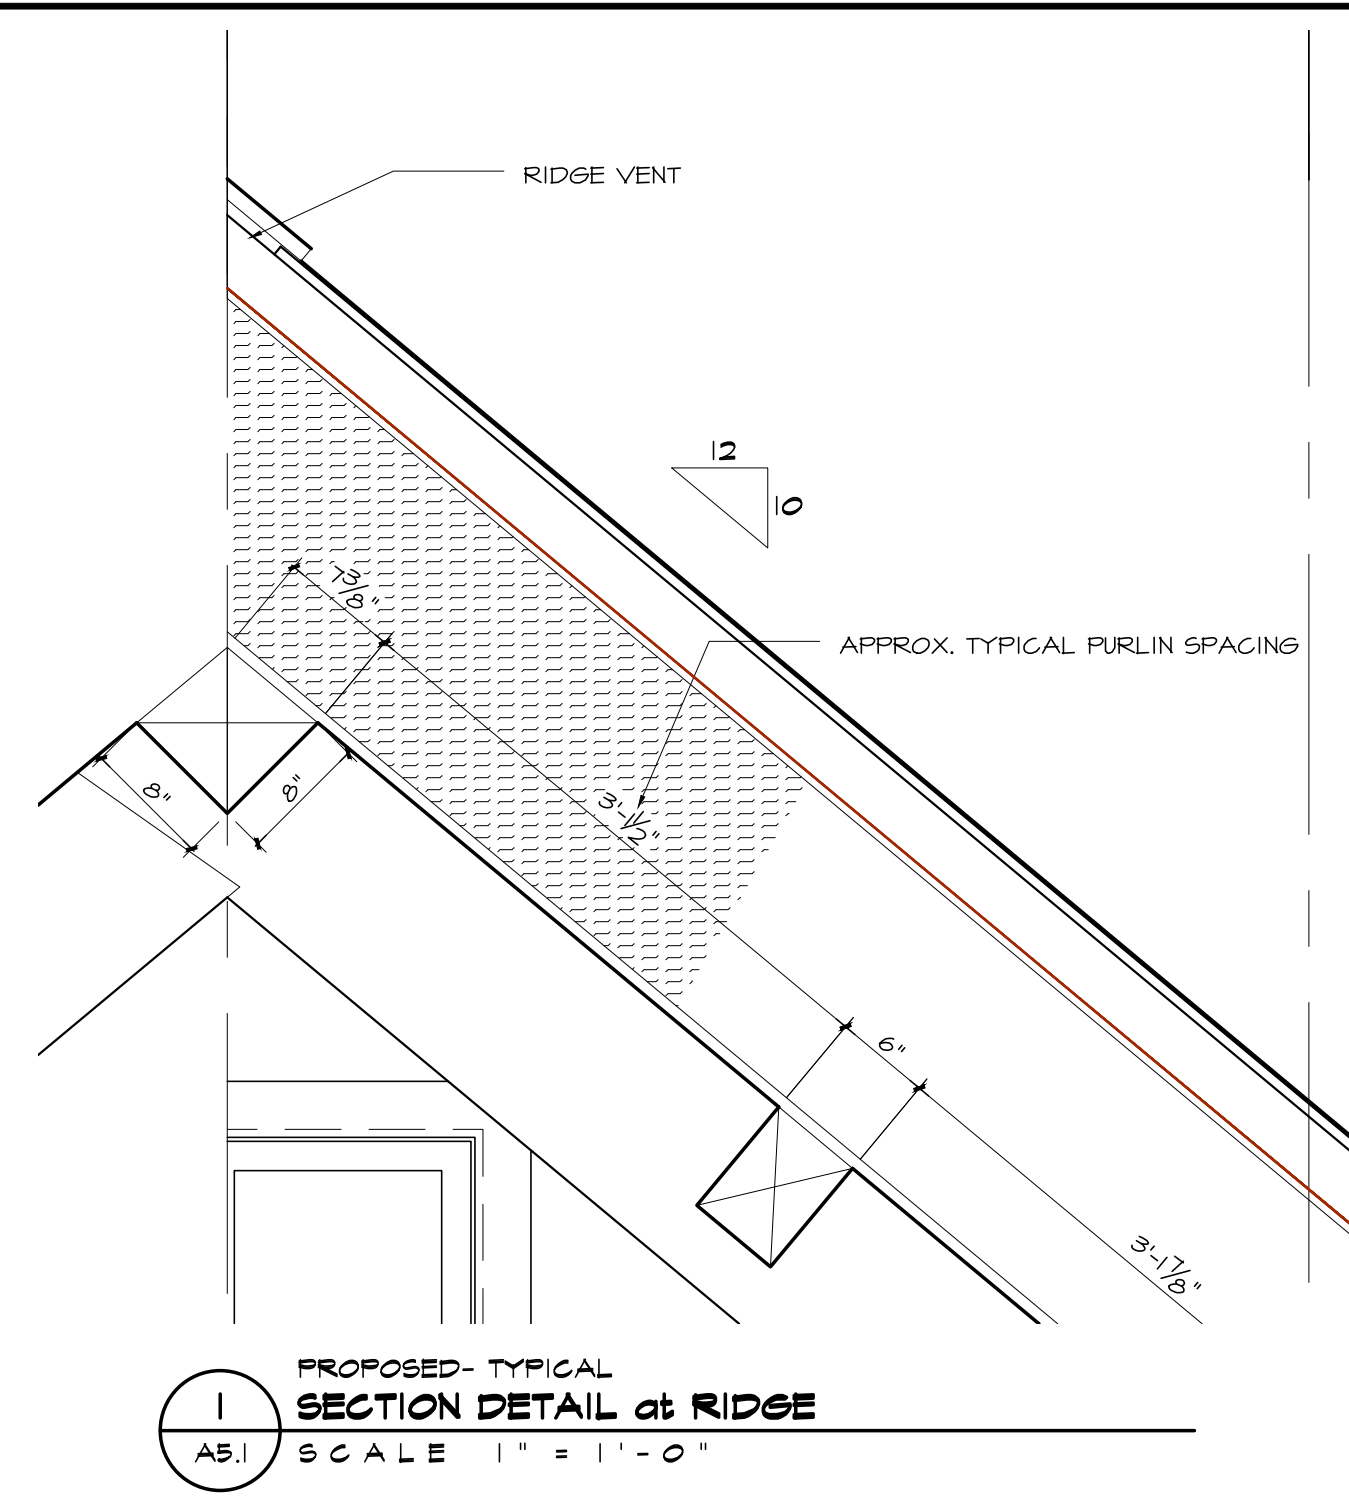 RIDGE VENT
12
10
7 3/8"
APPROX. TYPICAL PURLIN SPACING
8"
8"
3'-1 1/2"
6"
3'-1 7/8"
PROPOSED- TYPICAL
1
SECTION DETAIL at RIDGE
A5.1
SCALE 1" = 1'-0"